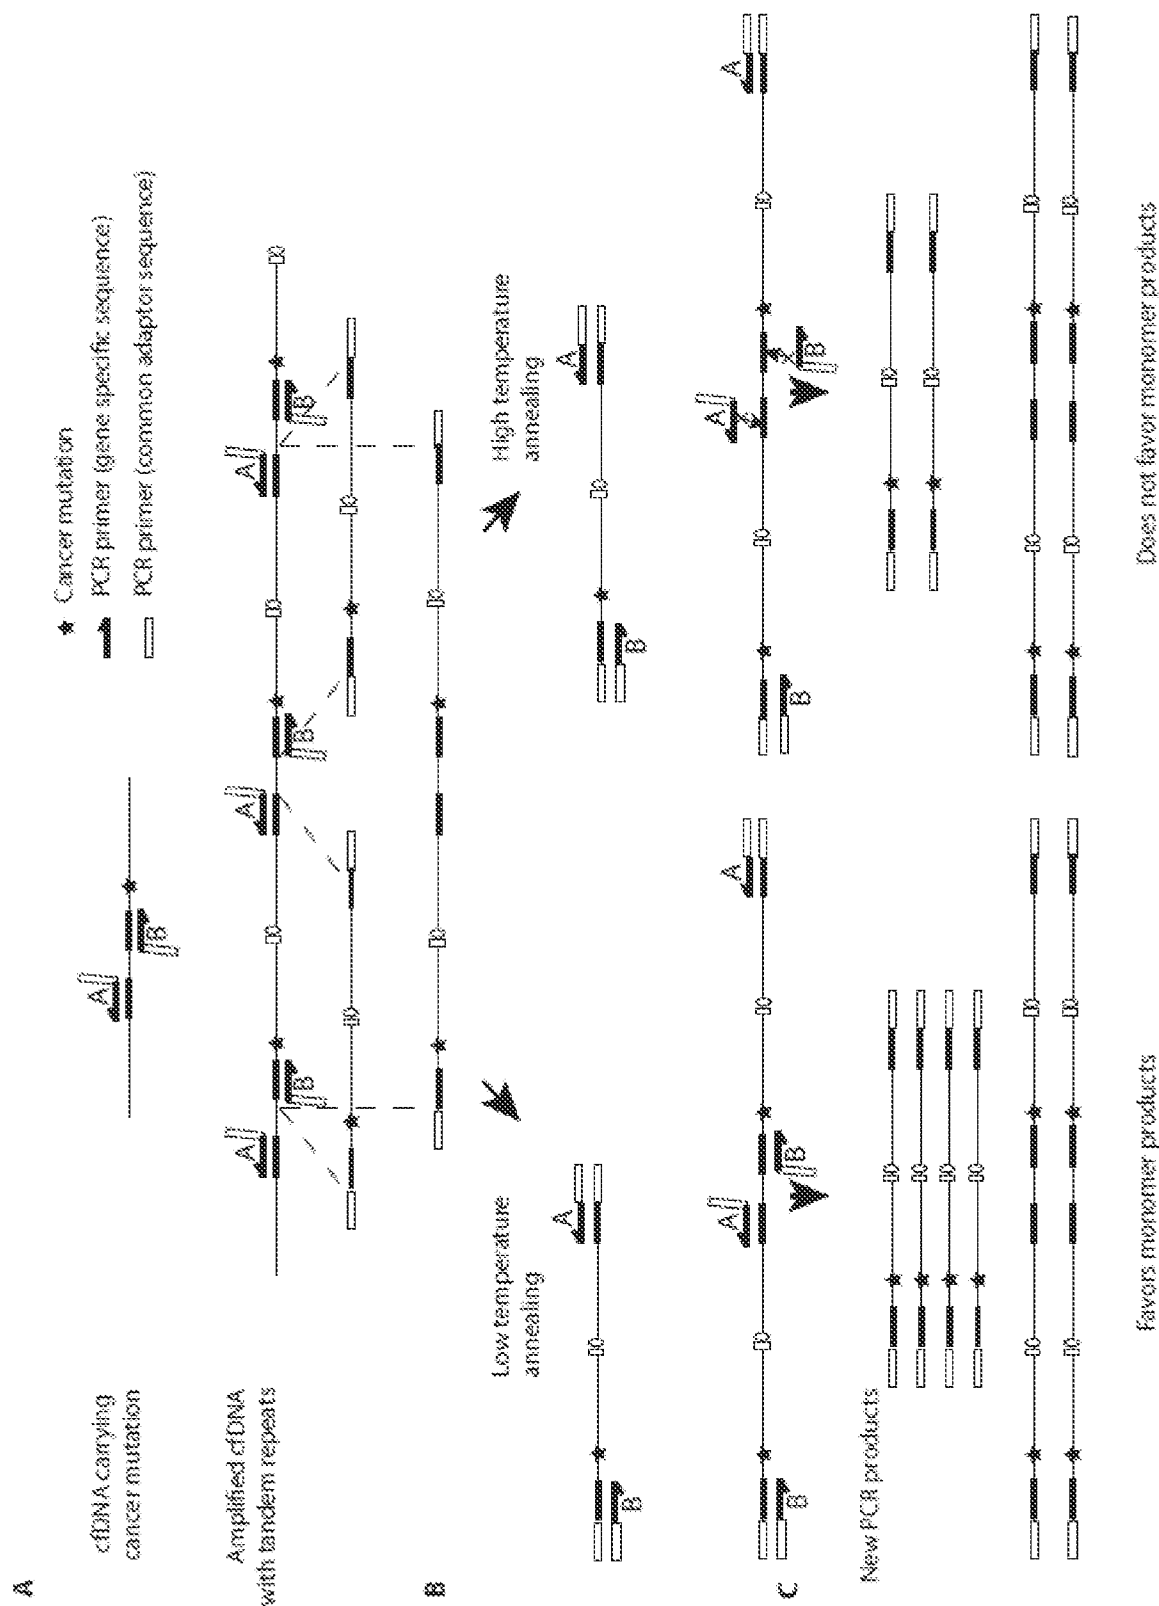 A
cfDNA carrying
cancer mutation
A
B
Cancer mutation
PCR primer (gene specific sequence)
PCR primer (common adaptor sequence)
Amplified cfDNA
with tandem repeats
A
B
A
B
A
B
B
Low temperature
annealing
High temperature
annealing
B
A
B
A
C
B
A
B
A
B
A
B
A
New PCR products
Favors monomer products
Does not favor monomer products